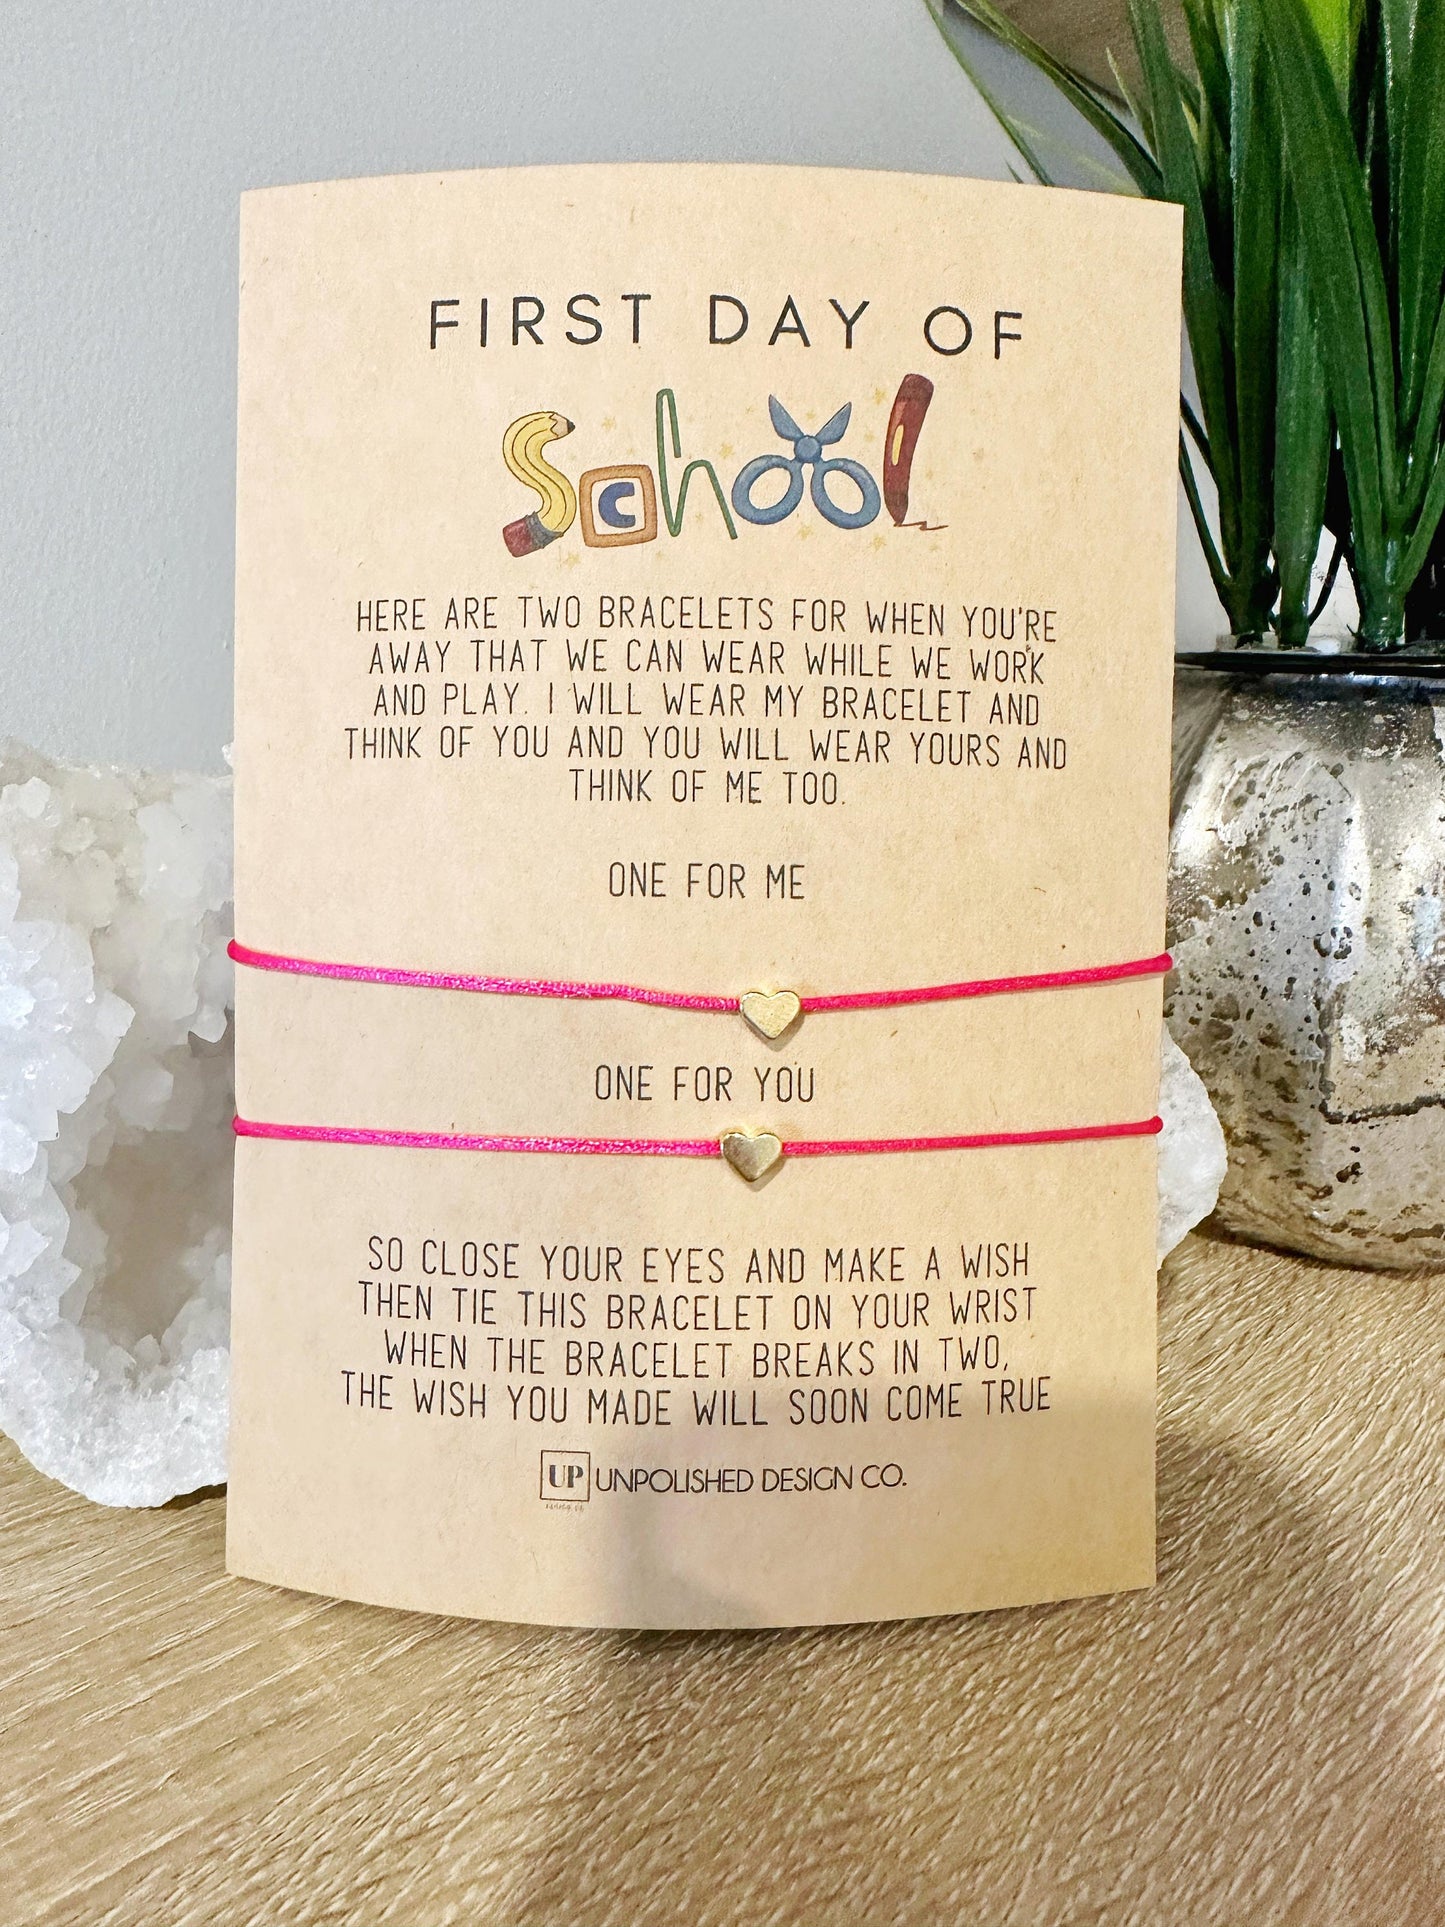 FIRST DAY OF
School
HERE ARE TWO BRACELETS FOR WHEN YOU'RE
AWAY THAT WE CAN WEAR WHILE WE WORK
AND PLAY. I WILL WEAR MY BRACELET AND
THINK OF YOU AND YOU WILL WEAR YOURS AND
THINK OF ME TOO.
ONE FOR ME
ONE FOR YOU
SO CLOSE YOUR EYES AND MAKE A WISH
THEN TIE THIS BRACELET ON YOUR WRIST
WHEN THE BRACELET BREAKS IN TWO,
THE WISH YOU MADE WILL SOON COME TRUE
UP UNPOLISHED DESIGN CO.